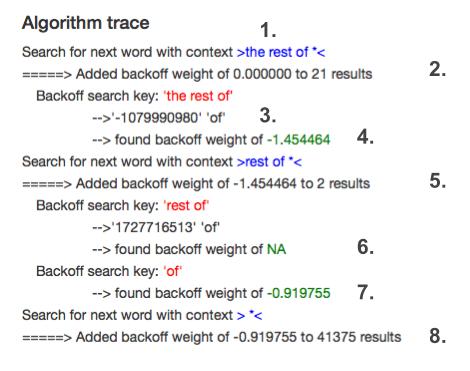 Algorithm trace
1.
Search for next word with context >the rest of *<
=====> Added backoff weight of 0.000000 to 21 results 2.
Backoff search key: 'the rest of'
-->'-1079990980' 'of' 3.
--> found backoff weight of -1.454464 4.
Search for next word with context >rest of *<
=====> Added backoff weight of -1.454464 to 2 results 5.
Backoff search key: 'rest of'
-->'1727716513' 'of'
--> found backoff weight of NA 6.
Backoff search key: 'of'
--> found backoff weight of -0.919755 7.
Search for next word with context > *<
=====> Added backoff weight of -0.919755 to 41375 results 8.